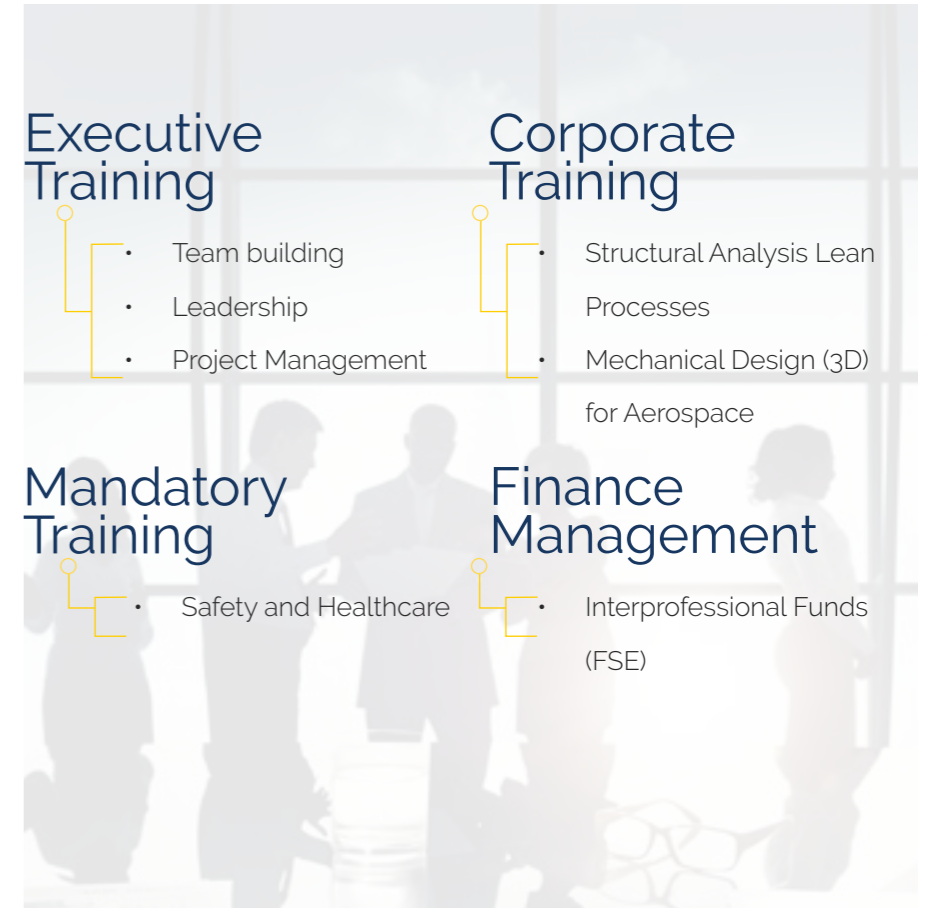 Executive
Training
• Team building
• Leadership
• Project Management
Corporate
Training
• Structural Analysis Lean
Processes
• Mechanical Design (3D)
for Aerospace
Mandatory
Training
• Safety and Healthcare
Finance
Management
• Interprofessional Funds
(FSE)